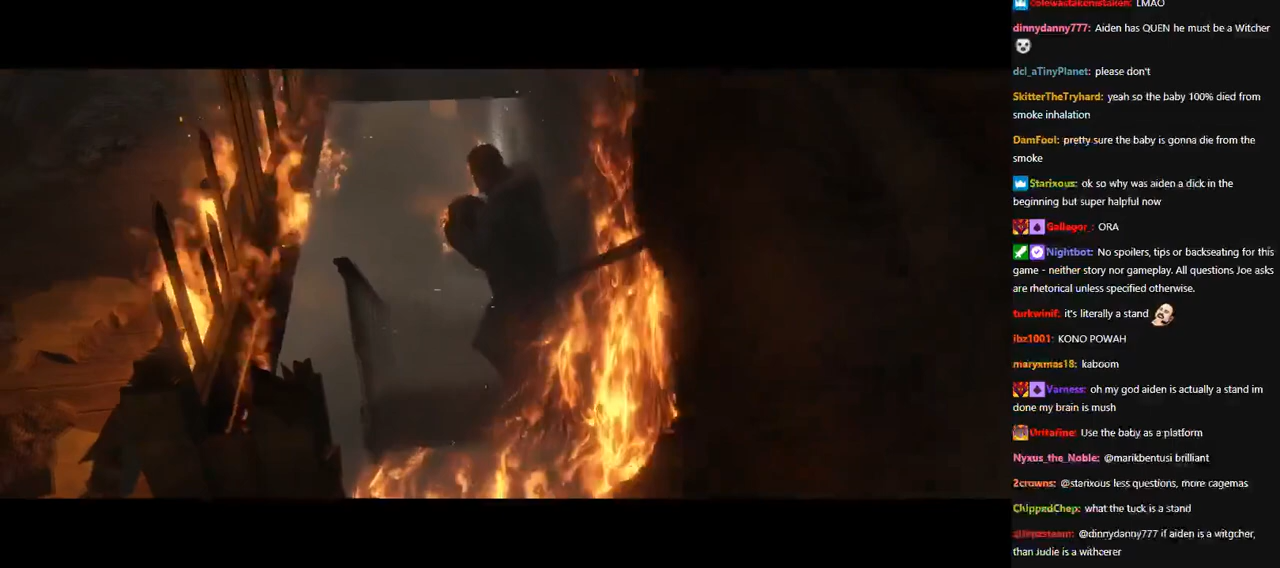 LMAO
dinnydanny777: Aiden has QUEN he must be a Witcher
dcl_aTinyPlanet: please don't
SkitterTheTryhard: yeah so the baby 100% died from
smoke inhalation
DamFool: pretty sure the baby is gonna die from the
smoke
Starixous: ok so why was aiden a dick in the
beginning but super helpful now
Gallagor_: ORA
Nightbot: No spoilers, tips or backseating for this
game - neither story nor gameplay. All questions Joe asks
are rhetorical unless specified otherwise.
turkwinif: it's literally a stand
ibz1001: KONO POWAH
maryxmas18: kaboom
Varness: oh my god aiden is actually a stand im
done my brain is mush
Use the baby as a platform
Nyxus_the_Noble: @marikbentusi brilliant
2crowns: @starixous less questions, more cagemas
ChippedChop: what the tuck is a stand
@dinnydanny777 if aiden is a witgcher,
than Judie is a withcerer